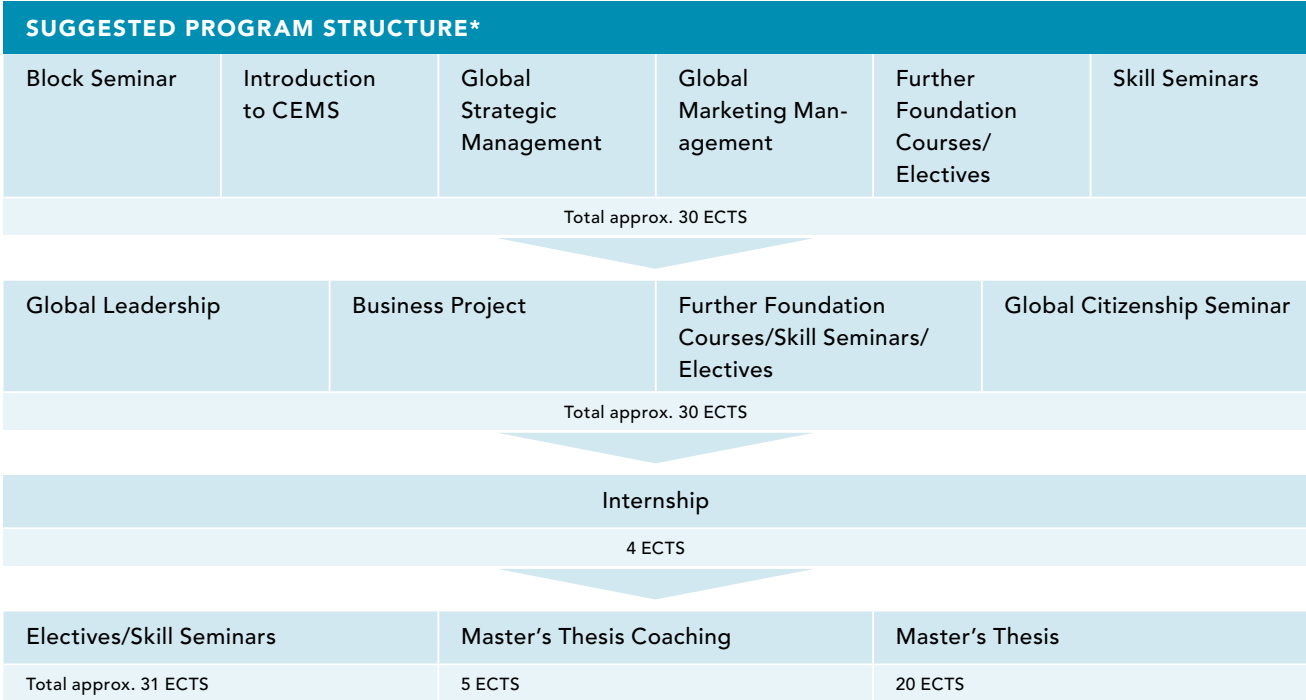 SUGGESTED PROGRAM STRUCTURE*
Block Seminar
Introduction
to CEMS
Global
Strategic
Management
Global
Marketing Man-
agement
Further
Foundation
Courses/
Electives
Skill Seminars
Total approx. 30 ECTS
Global Leadership
Business Project
Further Foundation
Courses/Skill Seminars/
Electives
Global Citizenship Seminar
Total approx. 30 ECTS
Internship
4 ECTS
Electives/Skill Seminars
Master’s Thesis Coaching
Master’s Thesis
Total approx. 31 ECTS
5 ECTS
20 ECTS